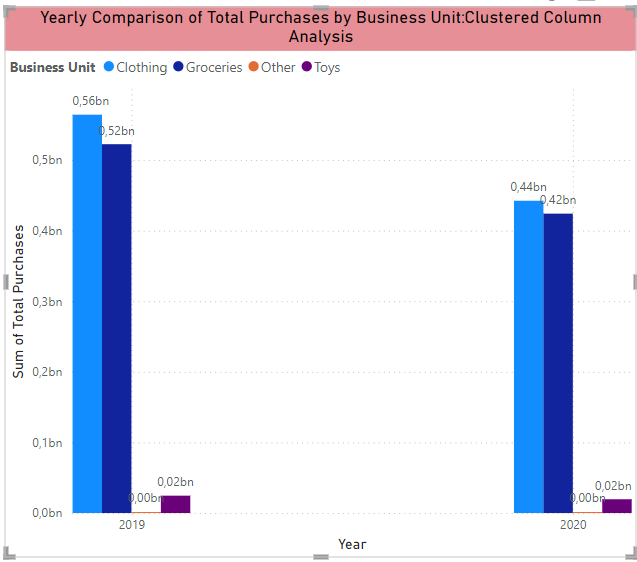 Yearly Comparison of Total Purchases by Business Unit:Clustered Column
Analysis
Business Unit Clothing Groceries Other Toys
0,56bn
0,52bn
0,5bn
0,44bn
0,42bn
0,4bn
Sum of Total Purchases
0,3bn
0,2bn
0,1bn
0,02bn
0,00bn
0,02bn
0,00bn
0,0bn
2019 2020
Year